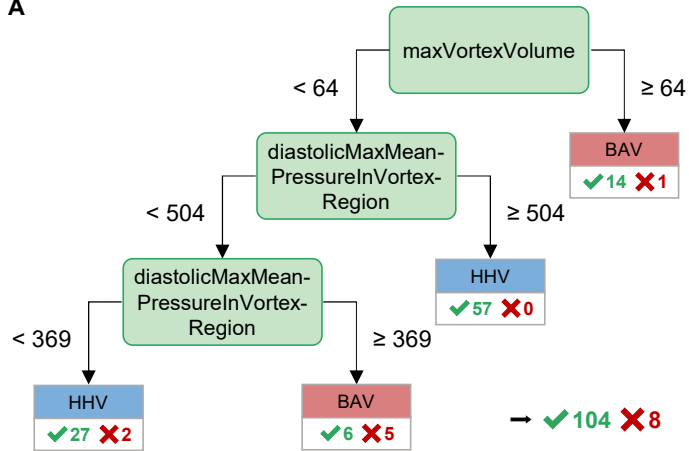 A
maxVortexVolume
< 64
≥ 64
diastolicMaxMean-
PressureInVortex-
Region
BAV
14 1
< 504
≥ 504
diastolicMaxMean-
PressureInVortex-
Region
HHV
57 0
< 369
≥ 369
HHV
27 2
BAV
6 5
104 8